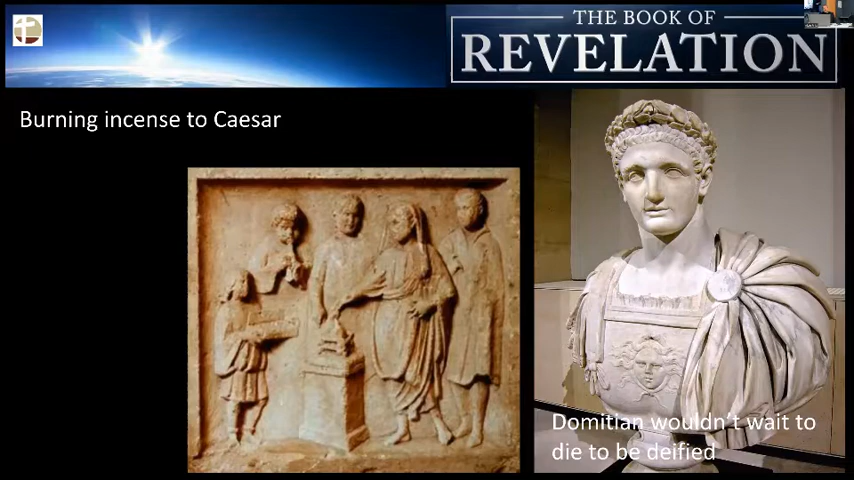 THE BOOK OF
REVELATION
Burning incense to Caesar
Domitian wouldn't wait to
die to be deified